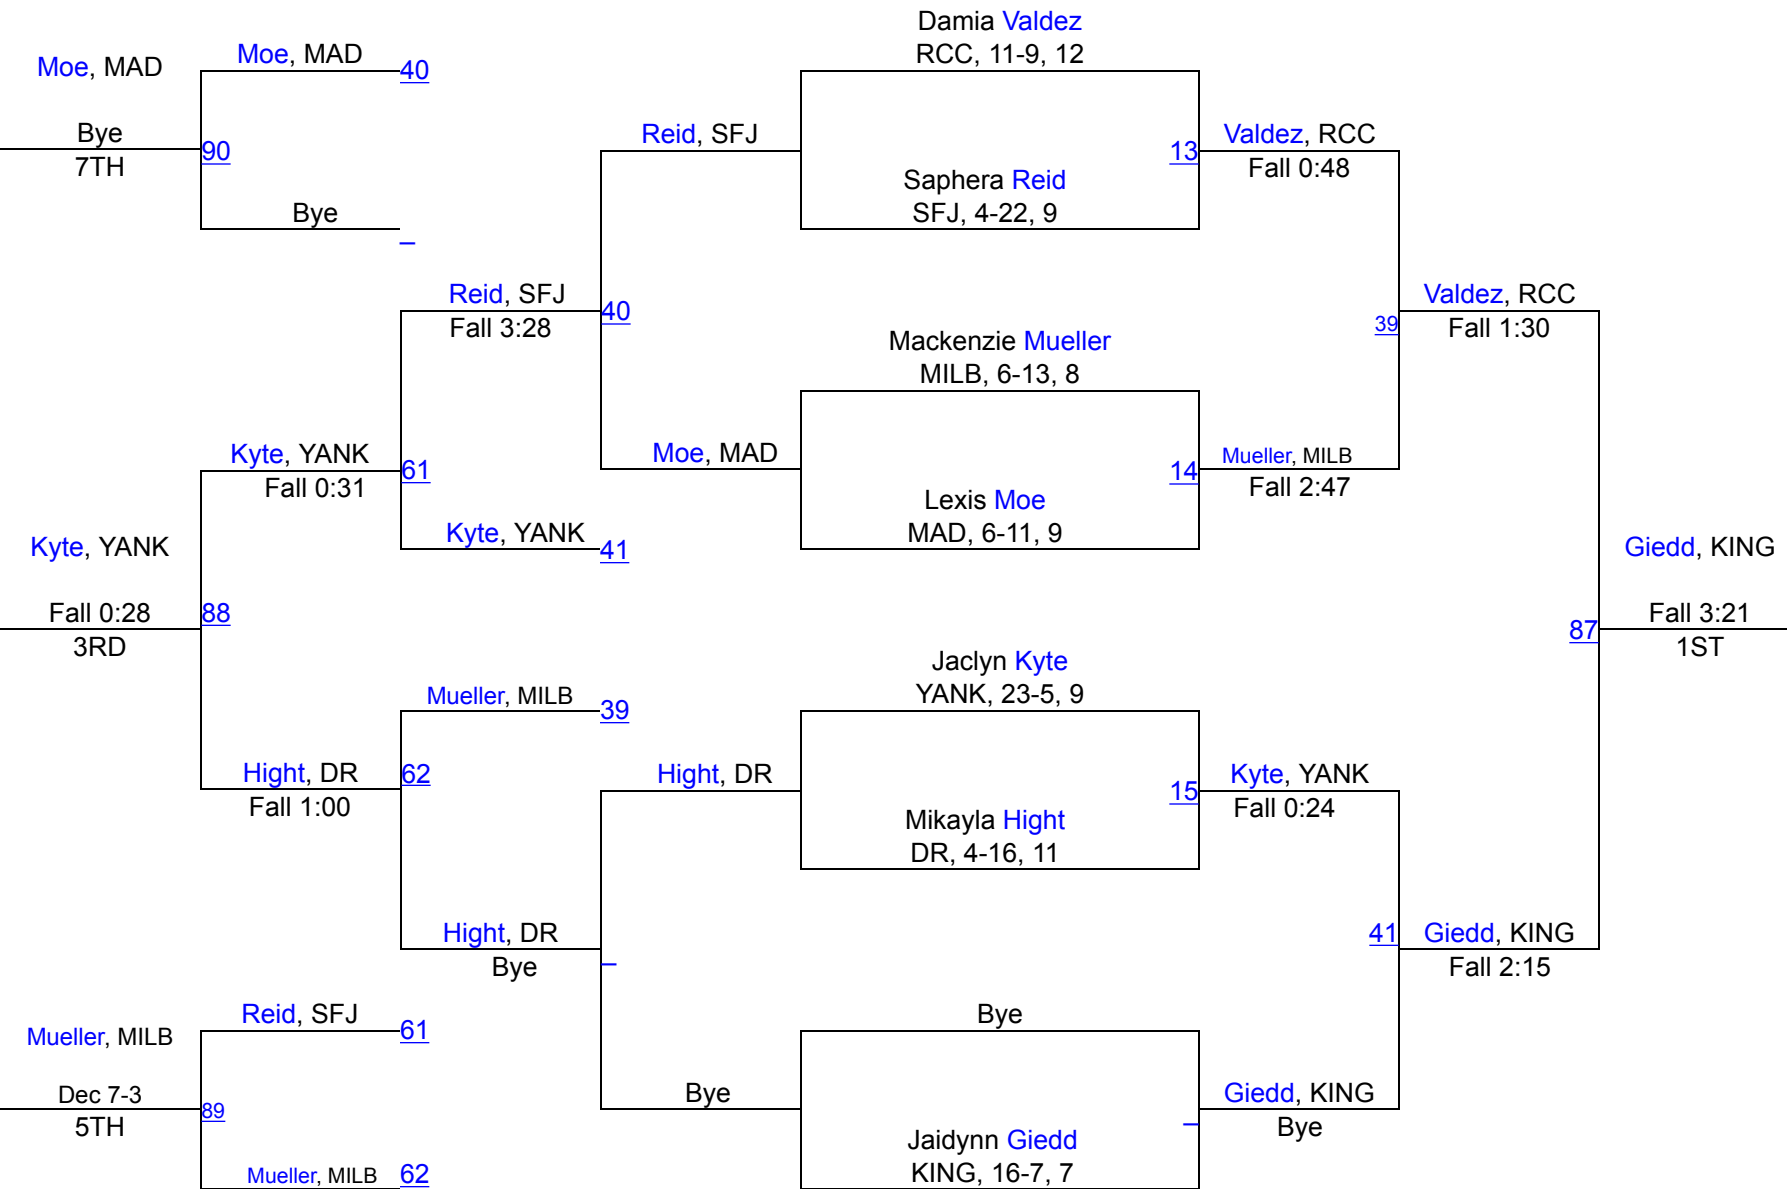 Damia Valdez
RCC, 11-9, 12
Moe, MAD
Moe, MAD
40
Bye
7TH
90
Reid, SFJ
13
Valdez, RCC
Fall 0:48
Saphera Reid
SFJ, 4-22, 9
Bye
–
Reid, SFJ
Fall 3:28
40
Valdez, RCC
Fall 1:30
39
Mackenzie Mueller
MILB, 6-13, 8
Kyte, YANK
Fall 0:31
61
Moe, MAD
14
Mueller, MILB
Fall 2:47
Lexis Moe
MAD, 6-11, 9
Kyte, YANK
41
Kyte, YANK
Fall 0:28
3RD
88
Giedd, KING
Fall 3:21
1ST
87
Jaclyn Kyte
YANK, 23-5, 9
Mueller, MILB
39
Hight, DR
Fall 1:00
62
Hight, DR
15
Kyte, YANK
Fall 0:24
Mikayla Hight
DR, 4-16, 11
Hight, DR
Bye
–
41
Giedd, KING
Fall 2:15
Reid, SFJ
61
Bye
Mueller, MILB
Dec 7-3
5TH
89
Bye
Giedd, KING
Bye
–
Jaidynn Giedd
KING, 16-7, 7
Mueller, MILB
62